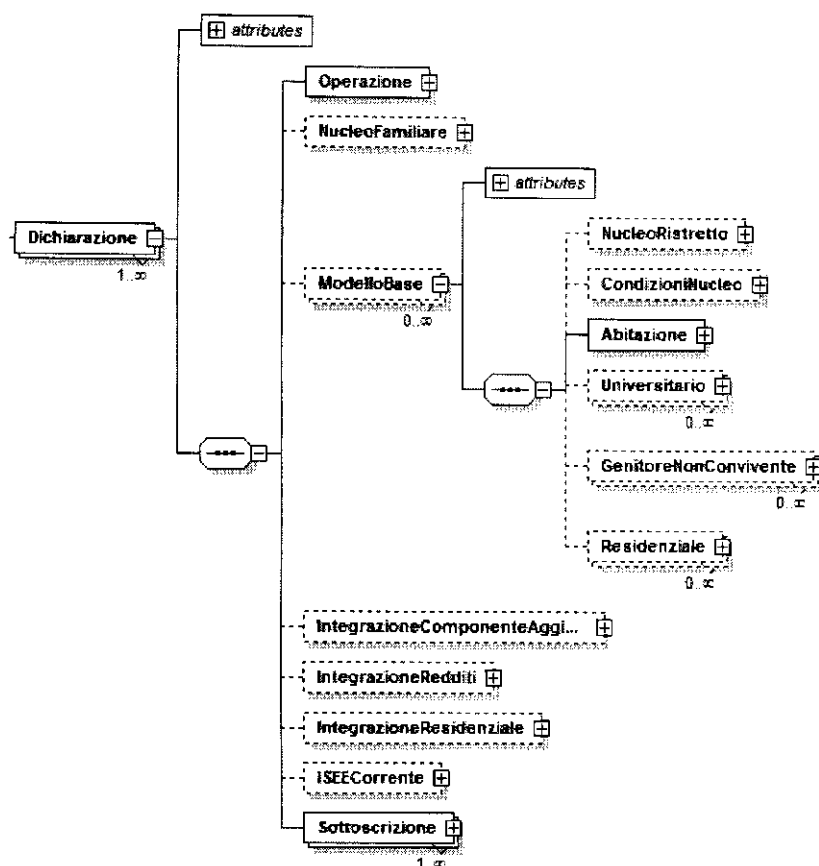 attributes
Operazione
NucleoFamiliare
attributes
Dichiarazione
1..∞
NucleoRistretto
CondizioniNucleo
ModelloBase
0..∞
Abitazione
Universitario
0..∞
GenitoreNonConvivente
0..∞
Residenziale
0..∞
IntegrazioneComponenteAggi...
IntegrazioneRedditi
IntegrazioneResidenziale
ISEECorrente
Sottoscrizione
1..∞